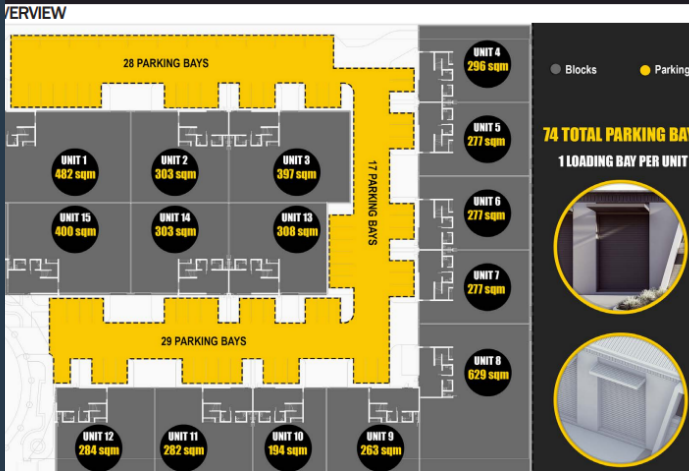 VERVIEW
28 PARKING BAYS
UNIT 4
296 sqm
Blocks
Parking
UNIT 5
277 sqm
74 TOTAL PARKING BAY
1 LOADING BAY PER UNIT
UNIT 1
482 sqm
UNIT 2
303 sqm
UNIT 3
397 sqm
17 PARKING BAYS
UNIT 6
277 sqm
UNIT 15
400 sqm
UNIT 14
303 sqm
UNIT 13
308 sqm
UNIT 7
277 sqm
29 PARKING BAYS
UNIT 8
629 sqm
UNIT 12
284 sqm
UNIT 11
282 sqm
UNIT 10
194 sqm
UNIT 9
263 sqm